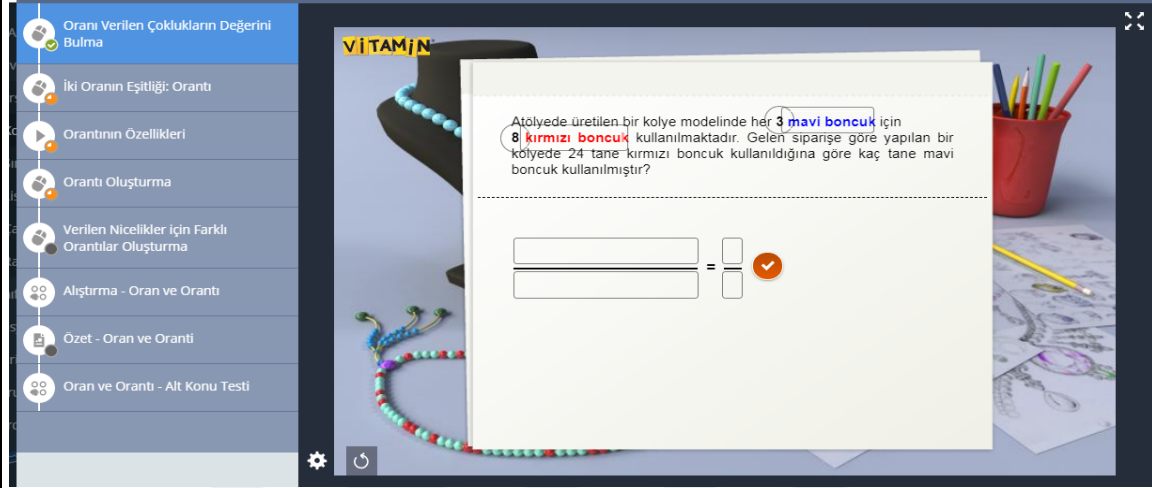 Oranı Verilen Çoklukların Değerini
Bulma
İki Oranın Eşitliği: Orantı
Orantının Özellikleri
Orantı Oluşturma
Verilen Nicelikler için Farklı
Orantılar Oluşturma
Alıştırma - Oran ve Orantı
Özet - Oran ve Oranti
Oran ve Orantı - Alt Konu Testi
VİTAMİN
Atölyede üretilen bir kolye modelinde her 3 mavi boncuk için
8 kırmızı boncuk kullanılmaktadır. Gelen siparişe göre yapılan bir
kolyede 24 tane kırmızı boncuk kullanıldığına göre kaç tane mavi
boncuk kullanılmıştır?
=